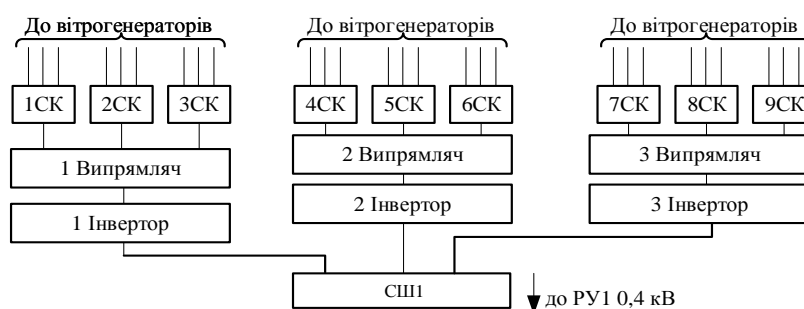 До вітрогенераторів До вітрогенераторів До вітрогенераторів
1СК 2СК 3СК 4СК 5СК 6СК 7СК 8СК 9СК
1 Випрямляч 2 Випрямляч 3 Випрямляч
1 Інвертор 2 Інвертор 3 Інвертор
СШ1
до РУ1 0,4 кВ